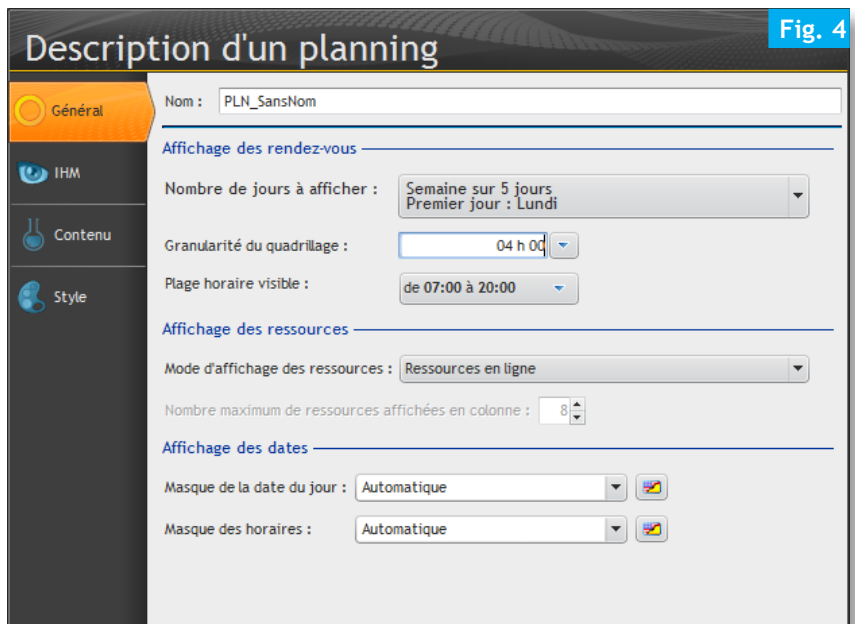 Fig. 4
Description d'un planning
Général
IHM
Contenu
Style
Nom : PLN_SansNom
Affichage des rendez-vous
Nombre de jours à afficher : Semaine sur 5 jours
Premier jour : Lundi
Granularité du quadrillage : 04 h 00
Plage horaire visible : de 07:00 à 20:00
Affichage des ressources
Mode d'affichage des ressources : Ressources en ligne
Nombre maximum de ressources affichées en colonne : 8
Affichage des dates
Masque de la date du jour : Automatique
Masque des horaires : Automatique